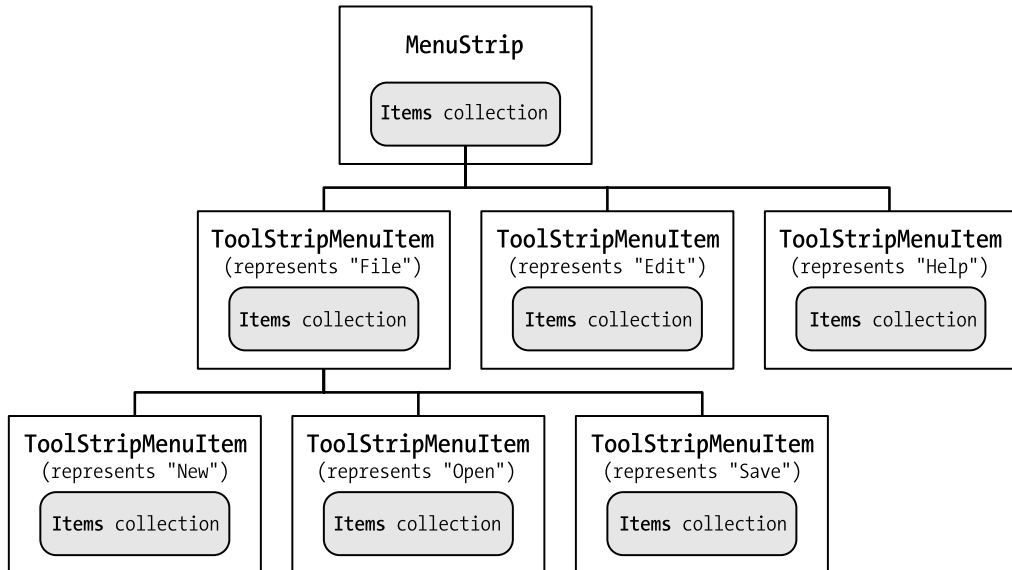 MenuStrip
Items collection
ToolStripMenuItem
(represents "File")
Items collection
ToolStripMenuItem
(represents "Edit")
Items collection
ToolStripMenuItem
(represents "Help")
Items collection
ToolStripMenuItem
(represents "New")
Items collection
ToolStripMenuItem
(represents "Open")
Items collection
ToolStripMenuItem
(represents "Save")
Items collection